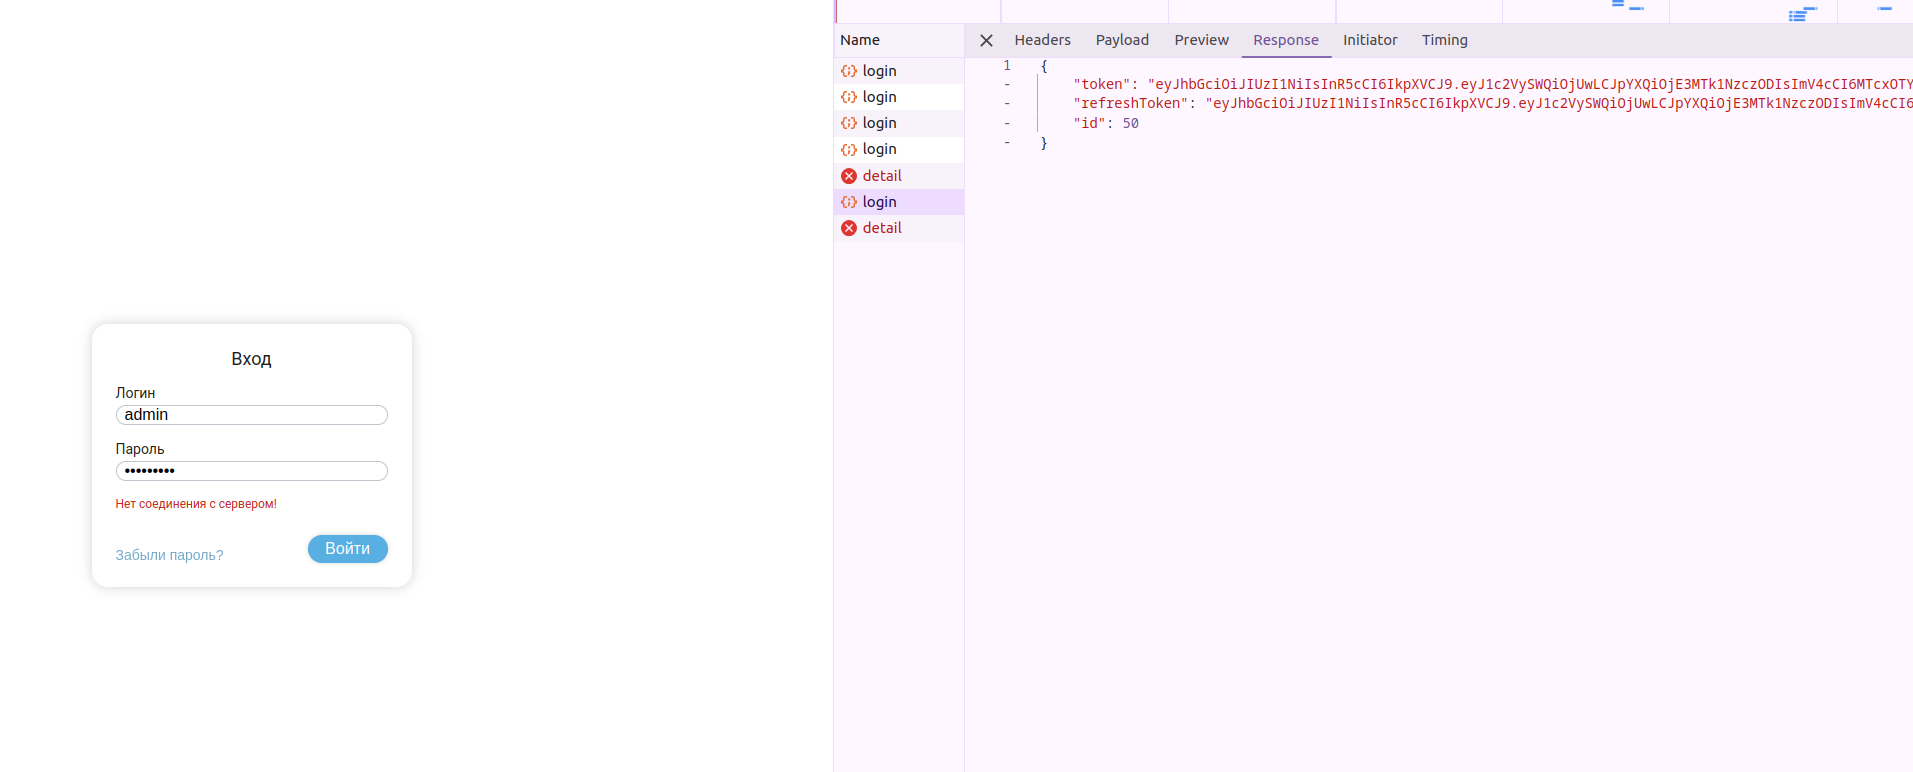 Вход
Логин
admin
Пароль
•••••••••
Нет соединения с сервером!
Забыли пароль?
Войти
Name
login
login
login
login
detail
login
detail
Headers Payload Preview Response Initiator Timing
1 {
- "token": "eyJhbGciOiJIUzI1NiIsInR5cCI6IkpXVCJ9.eyJ1c2VySWQiOjUwLCJpYXQiOjE3MTk1NzczODIsImV4cCI6MTcxOTY
- "refreshToken": "eyJhbGciOiJIUzI1NiIsInR5cCI6IkpXVCJ9.eyJ1c2VySWQiOjUwLCJpYXQiOjE3MTk1NzczODIsImV4cCI6
- "id": 50
- }